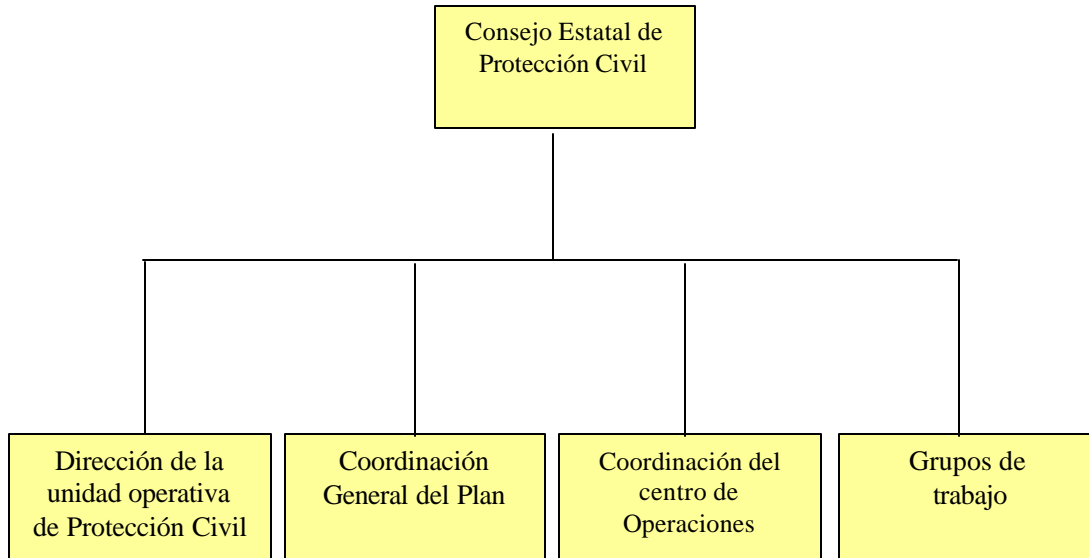 Consejo Estatal de
Protección Civil
Dirección de la
unidad operativa
de Protección Civil
Coordinación
General del Plan
Coordinación del
centro de
Operaciones
Grupos de
trabajo